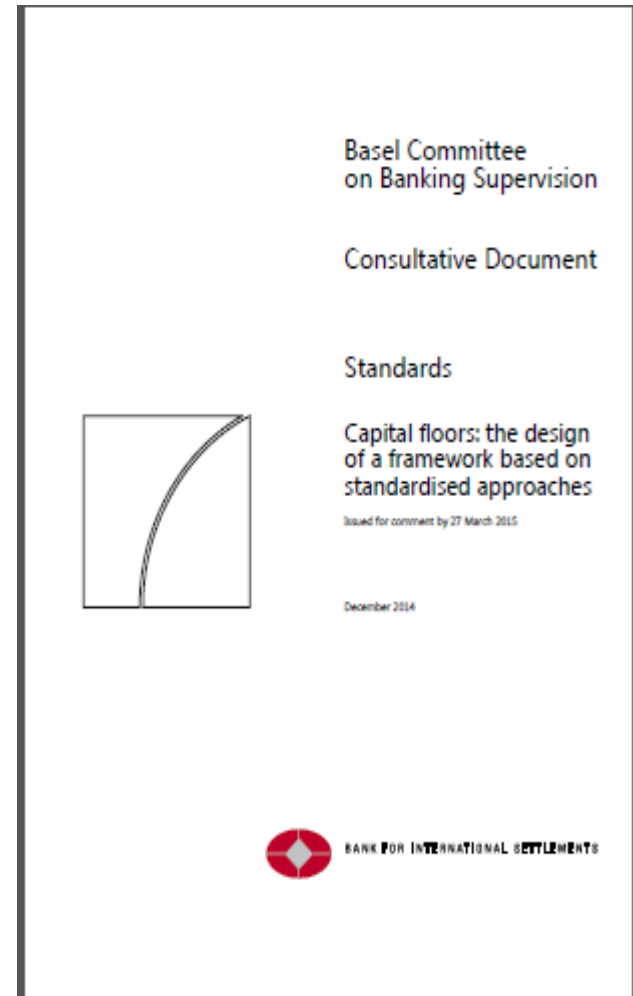 Basel Committee
on Banking Supervision
Consultative Document
Standards
Capital floors: the design
of a framework based on
standardised approaches
Issued for comment by 27 March 2015
December 2014
BANK FOR INTERNATIONAL SETTLEMENTS